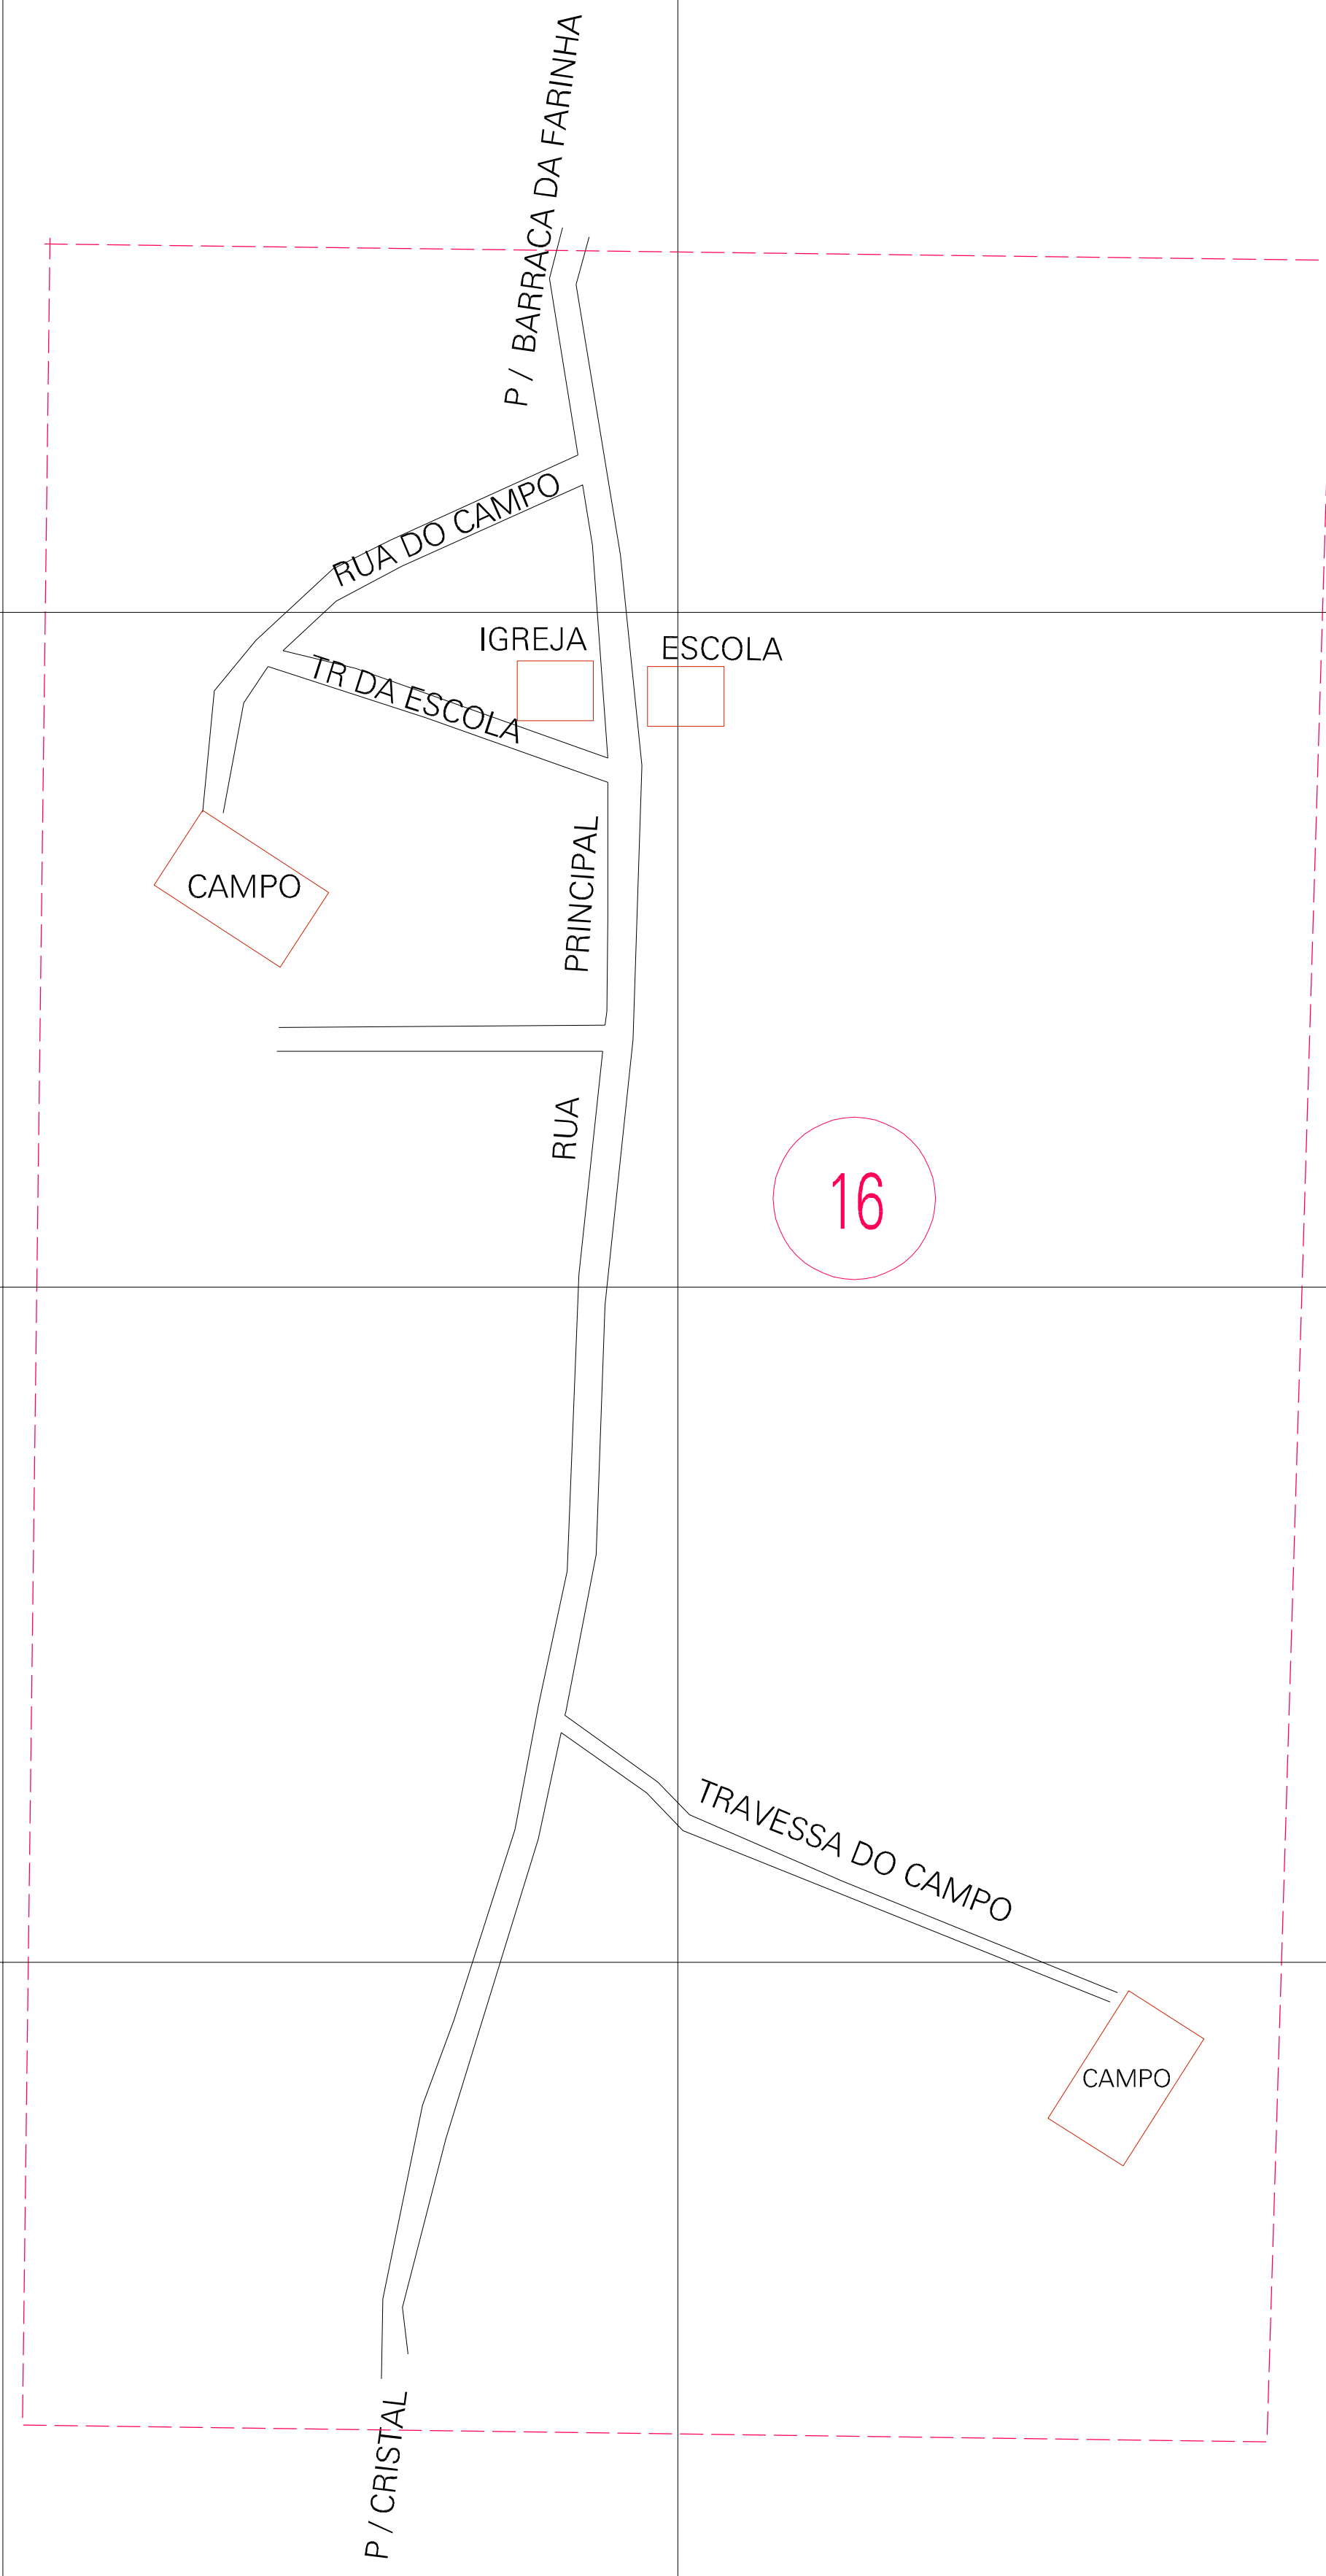 P / BARRACA DA FARINHA
RUA DO CAMPO
IGREJA
ESCOLA
TR DA ESCOLA
CAMPO
RUA PRINCIPAL
16
TRAVESSA DO CAMPO
CAMPO
P / CRISTAL